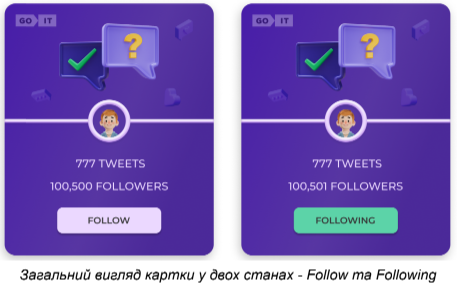 GO IT
GO IT
777 TWEETS
100,500 FOLLOWERS
FOLLOW
777 TWEETS
100,501 FOLLOWERS
FOLLOWING
Загальний вигляд картки у двох станах - Follow та Following